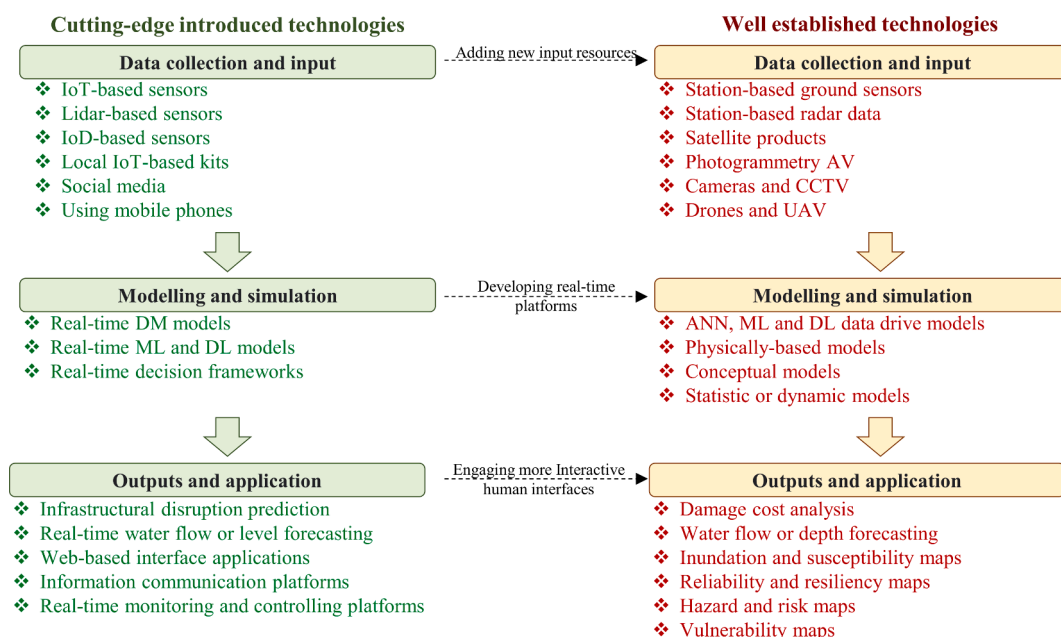 Cutting-edge introduced technologies
Data collection and input
❖ IoT-based sensors
❖ Lidar-based sensors
❖ IoD-based sensors
❖ Local IoT-based kits
❖ Social media
❖ Using mobile phones
Modelling and simulation
❖ Real-time DM models
❖ Real-time ML and DL models
❖ Real-time decision frameworks
Outputs and application
❖ Infrastructural disruption prediction
❖ Real-time water flow or level forecasting
❖ Web-based interface applications
❖ Information communication platforms
❖ Real-time monitoring and controlling platforms
Adding new input resources
Developing real-time
platforms
Engaging more Interactive
human interfaces
Well established technologies
Data collection and input
❖ Station-based ground sensors
❖ Station-based radar data
❖ Satellite products
❖ Photogrammetry AV
❖ Cameras and CCTV
❖ Drones and UAV
Modelling and simulation
❖ ANN, ML and DL data drive models
❖ Physically-based models
❖ Conceptual models
❖ Statistic or dynamic models
Outputs and application
❖ Damage cost analysis
❖ Water flow or depth forecasting
❖ Inundation and susceptibility maps
❖ Reliability and resiliency maps
❖ Hazard and risk maps
❖ Vulnerability maps